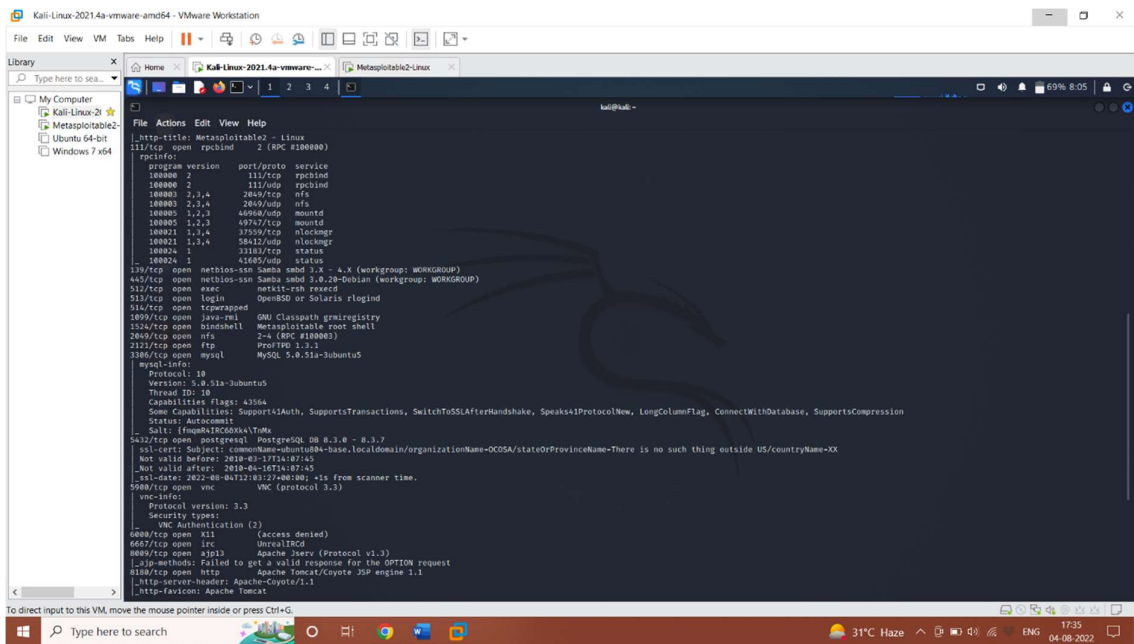 Kali-Linux-2021.4a-vmware-amd64 - VMware Workstation
File Edit View VM Tabs Help
Library X
Home
Kali-Linux-2021.4a-vmware-... X
Metasploitable2-Linux
Type here to sea...
1 2 3 4
69% 8:05
My Computer
Kali-Linux-20
Metasploitable2-
Ubuntu 64-bit
Windows 7 x64
kali@kali: ~
File Actions Edit View Help
|_http-title: Metasploitable2 - Linux
111/tcp open rpcbind 2 (RPC #100000)
| rpcinfo:
| program version port/proto service
| 100000 2 111/tcp rpcbind
| 100000 2 111/udp rpcbind
| 100003 2,3,4 2049/tcp nfs
| 100003 2,3,4 2049/udp nfs
| 100005 1,2,3 46960/udp mountd
| 100005 1,2,3 49747/tcp mountd
| 100021 1,3,4 37559/tcp nlockmgr
| 100021 1,3,4 58412/udp nlockmgr
| 100024 1 33183/tcp status
|_ 100024 1 41605/udp status
139/tcp open netbios-ssn Samba smbd 3.X - 4.X (workgroup: WORKGROUP)
445/tcp open netbios-ssn Samba smbd 3.0.20-Debian (workgroup: WORKGROUP)
512/tcp open exec netkit-rsh rexecd
513/tcp open login OpenBSD or Solaris rlogind
514/tcp open tcpwrapped
1099/tcp open java-rmi GNU Classpath grmiregistry
1524/tcp open bindshell Metasploitable root shell
2049/tcp open nfs 2-4 (RPC #100003)
2121/tcp open ftp ProFTPD 1.3.1
3306/tcp open mysql MySQL 5.0.51a-3ubuntu5
| mysql-info:
| Protocol: 10
| Version: 5.0.51a-3ubuntu5
| Thread ID: 10
| Capabilities flags: 43564
| Some Capabilities: Support41Auth, SupportsTransactions, SwitchToSSLAfterHandshake, Speaks41ProtocolNew, LongColumnFlag, ConnectWithDatabase, SupportsCompression
| Status: Autocommit
|_ Salt: {fnqmR4IRC68Xk4\TnMx
5432/tcp open postgresql PostgreSQL DB 8.3.0 - 8.3.7
| ssl-cert: Subject: commonName=ubuntu804-base.localdomain/organizationName=OCOSA/stateOrProvinceName=There is no such thing outside US/countryName=XX
| Not valid before: 2010-03-17T14:07:45
|_Not valid after: 2010-04-16T14:07:45
|_ssl-date: 2022-08-04T12:03:27+00:00; +1s from scanner time.
5900/tcp open vnc VNC (protocol 3.3)
| vnc-info:
| Protocol version: 3.3
| Security types:
|_ VNC Authentication (2)
6000/tcp open X11 (access denied)
6667/tcp open irc UnrealIRCd
8009/tcp open ajp13 Apache Jserv (Protocol v1.3)
|_ajp-methods: Failed to get a valid response for the OPTION request
8180/tcp open http Apache Tomcat/Coyote JSP engine 1.1
|_http-server-header: Apache-Coyote/1.1
|_http-favicon: Apache Tomcat
To direct input to this VM, move the mouse pointer inside or press Ctrl+G.
Type here to search
31°C Haze
ENG
17:35
04-08-2022